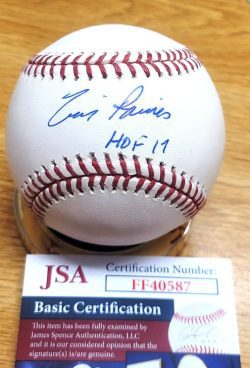 Tim Raines
HOF 17
JSA
Certification Number
FF40587
Basic Certification
This item has been fully examined by
James Spence Authentication, LLC
and it is our considered opinion that the
signature(s) is/are genuine.